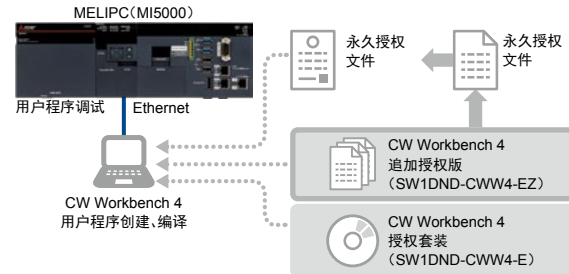 MELIPC（MI5000）
用户程序调试
Ethernet
CW Workbench 4
用户程序创建、编译
永久授权
文件
永久授权
文件
CW Workbench 4
追加授权版
（SW1DND-CWW4-EZ）
CW Workbench 4
授权套装
（SW1DND-CWW4-E）